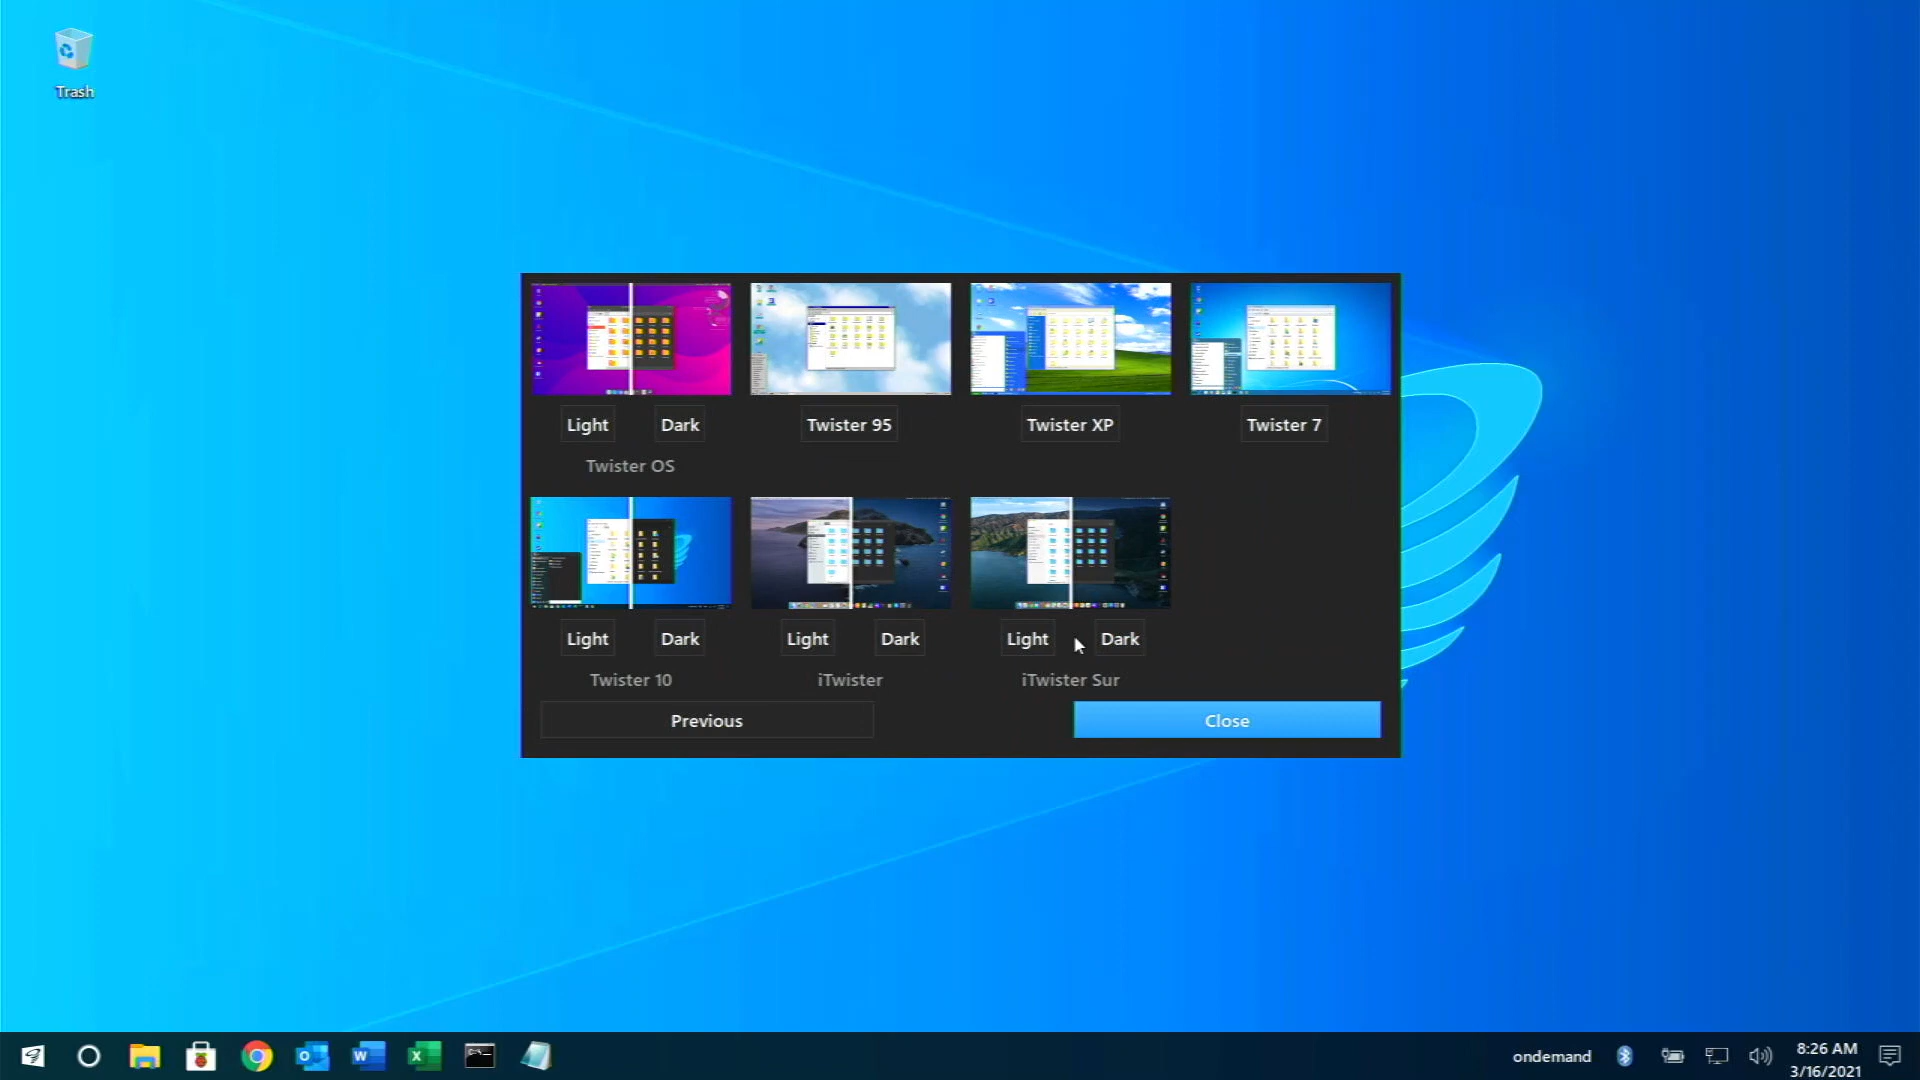 Trash
Light Dark Twister 95 Twister XP Twister 7
Twister OS
Light Dark Light Dark Light Dark
Twister 10 iTwister iTwister Sur
Previous Close
ondemand 8:26 AM
3/16/2021